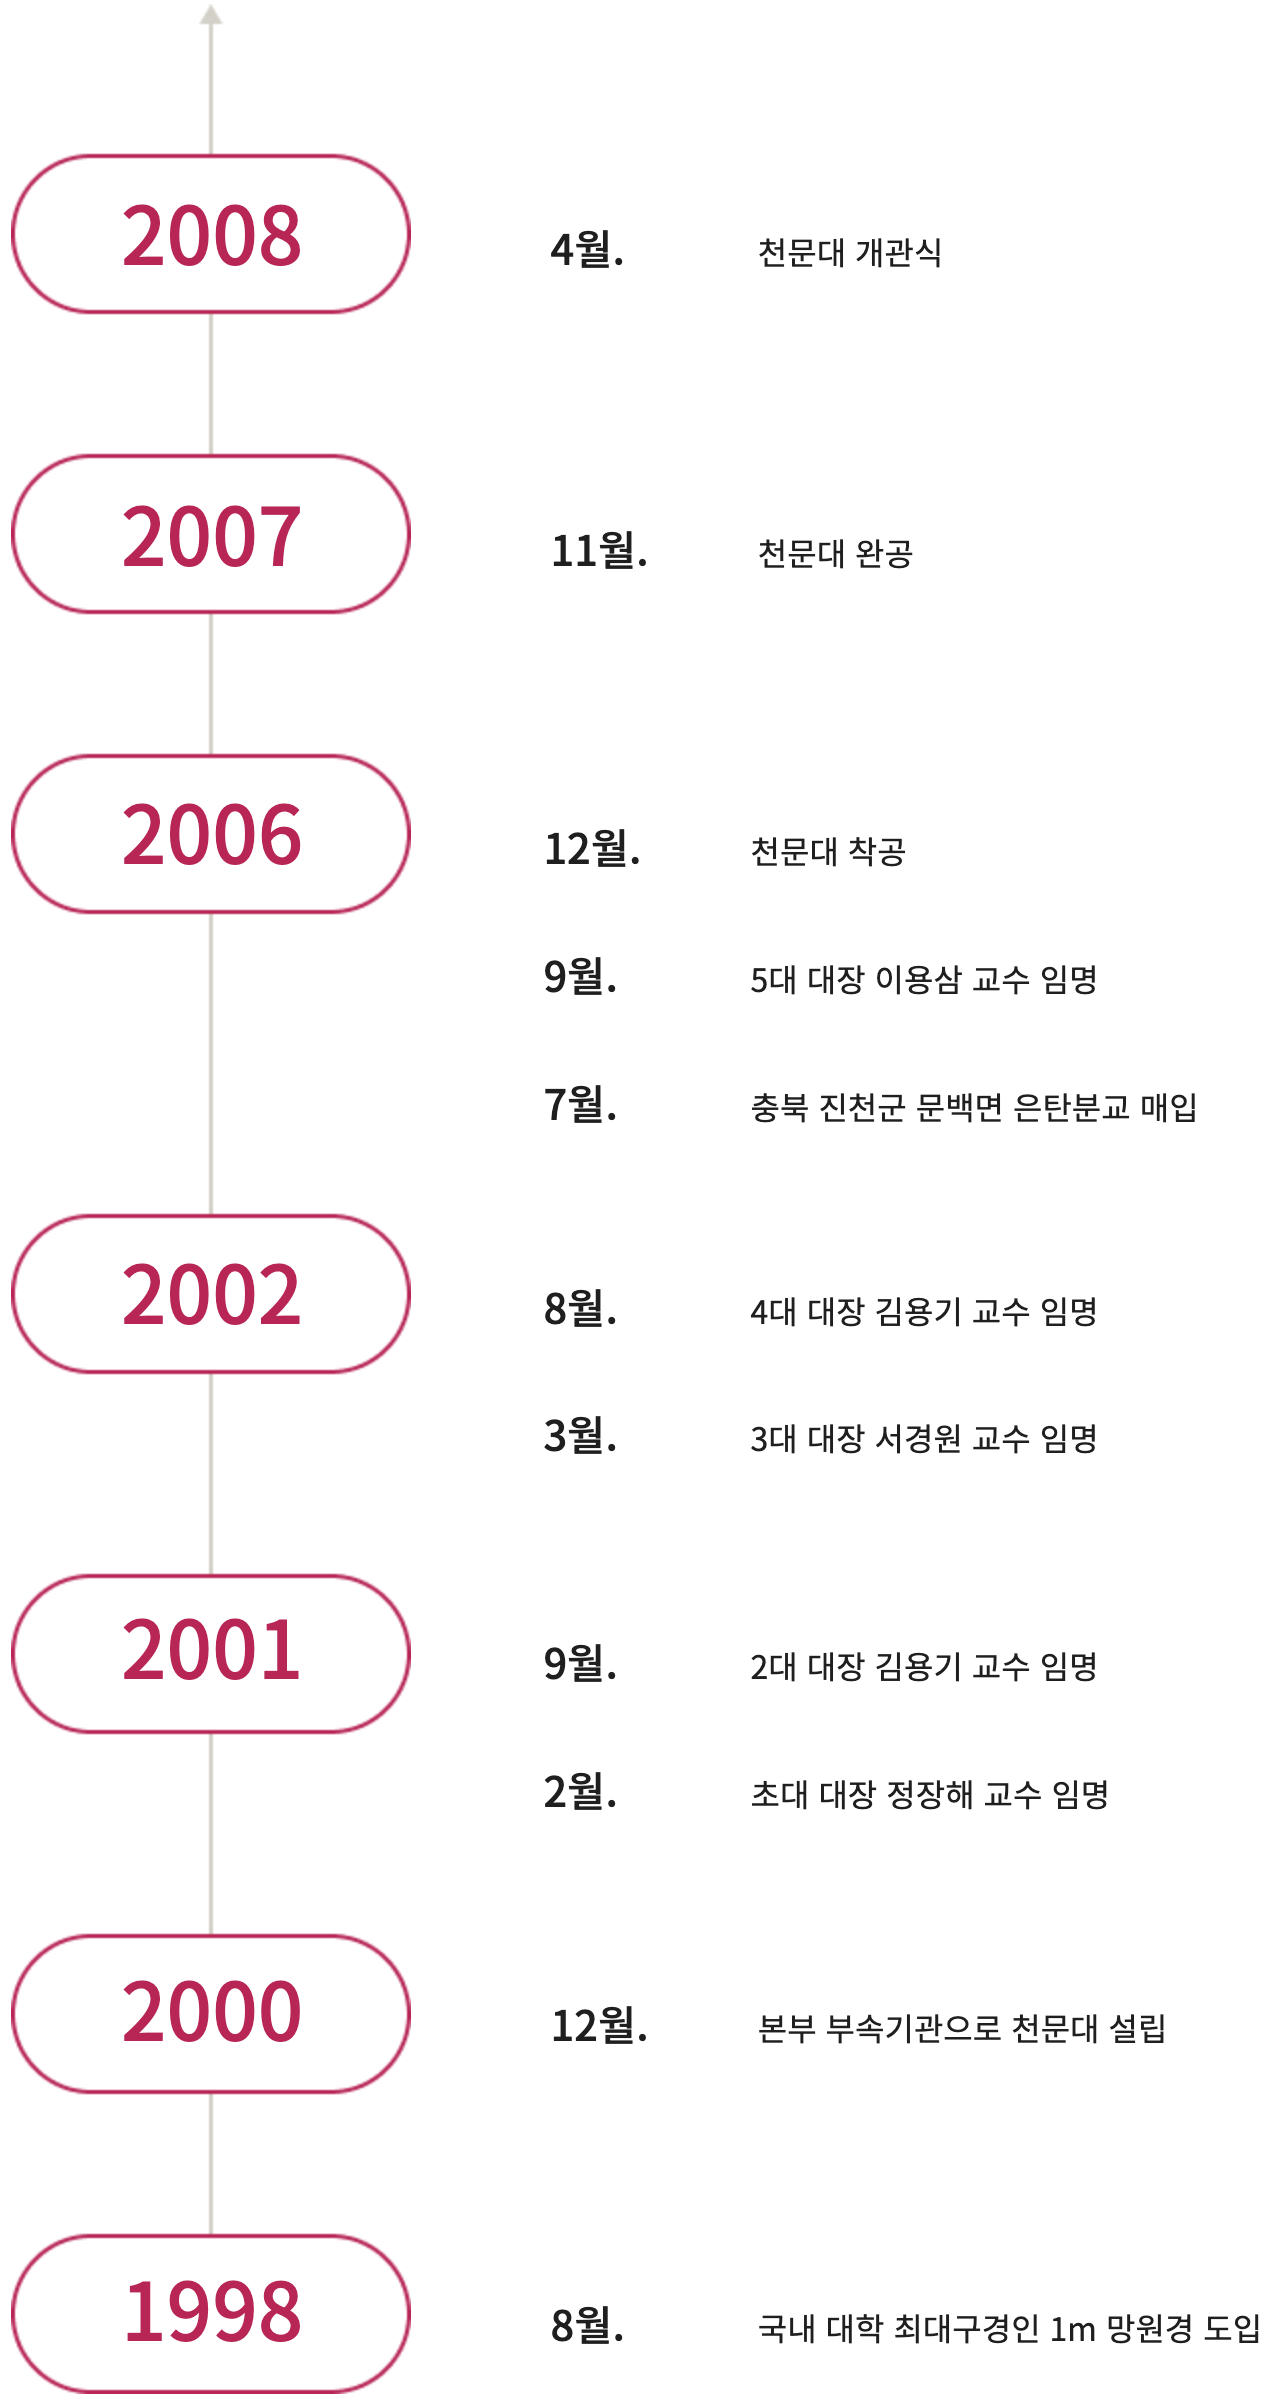 2008 4월. 천문대 개관식
2007 11월. 천문대 완공
2006 12월. 천문대 착공
9월. 5대 대장 이용삼 교수 임명
7월. 충북 진천군 문백면 은탄분교 매입
2002 8월. 4대 대장 김용기 교수 임명
3월. 3대 대장 서경원 교수 임명
2001 9월. 2대 대장 김용기 교수 임명
2월. 초대 대장 정장해 교수 임명
2000 12월. 본부 부속기관으로 천문대 설립
1998 8월. 국내 대학 최대구경인 1m 망원경 도입